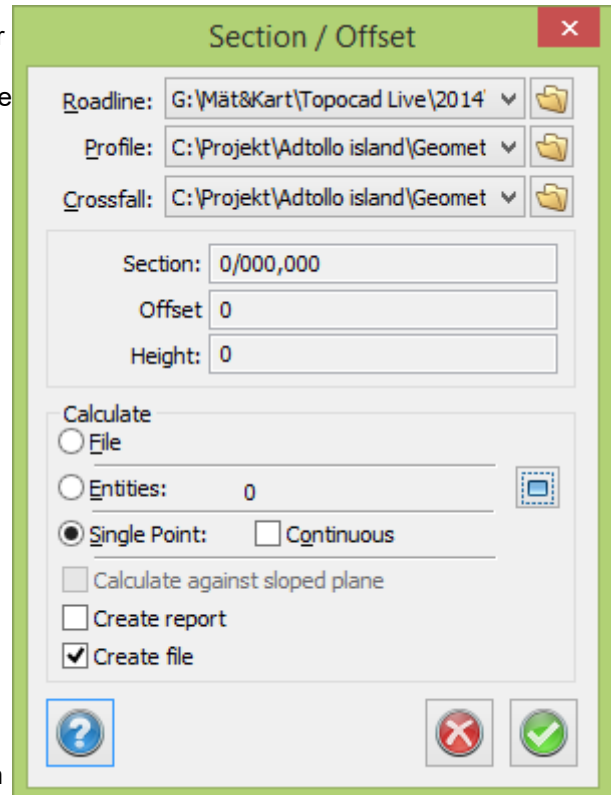 Section / Offset
r
e
Roadline: G:\Mät&Kart\Topocad Live\2014
Profile: C:\Projekt\Adtollo island\Geomet
Crossfall: C:\Projekt\Adtollo island\Geomet
Section: 0/000,000
Offset 0
Height: 0
Calculate
File
Entities: 0
Single Point: Continuous
Calculate against sloped plane
Create report
Create file
?